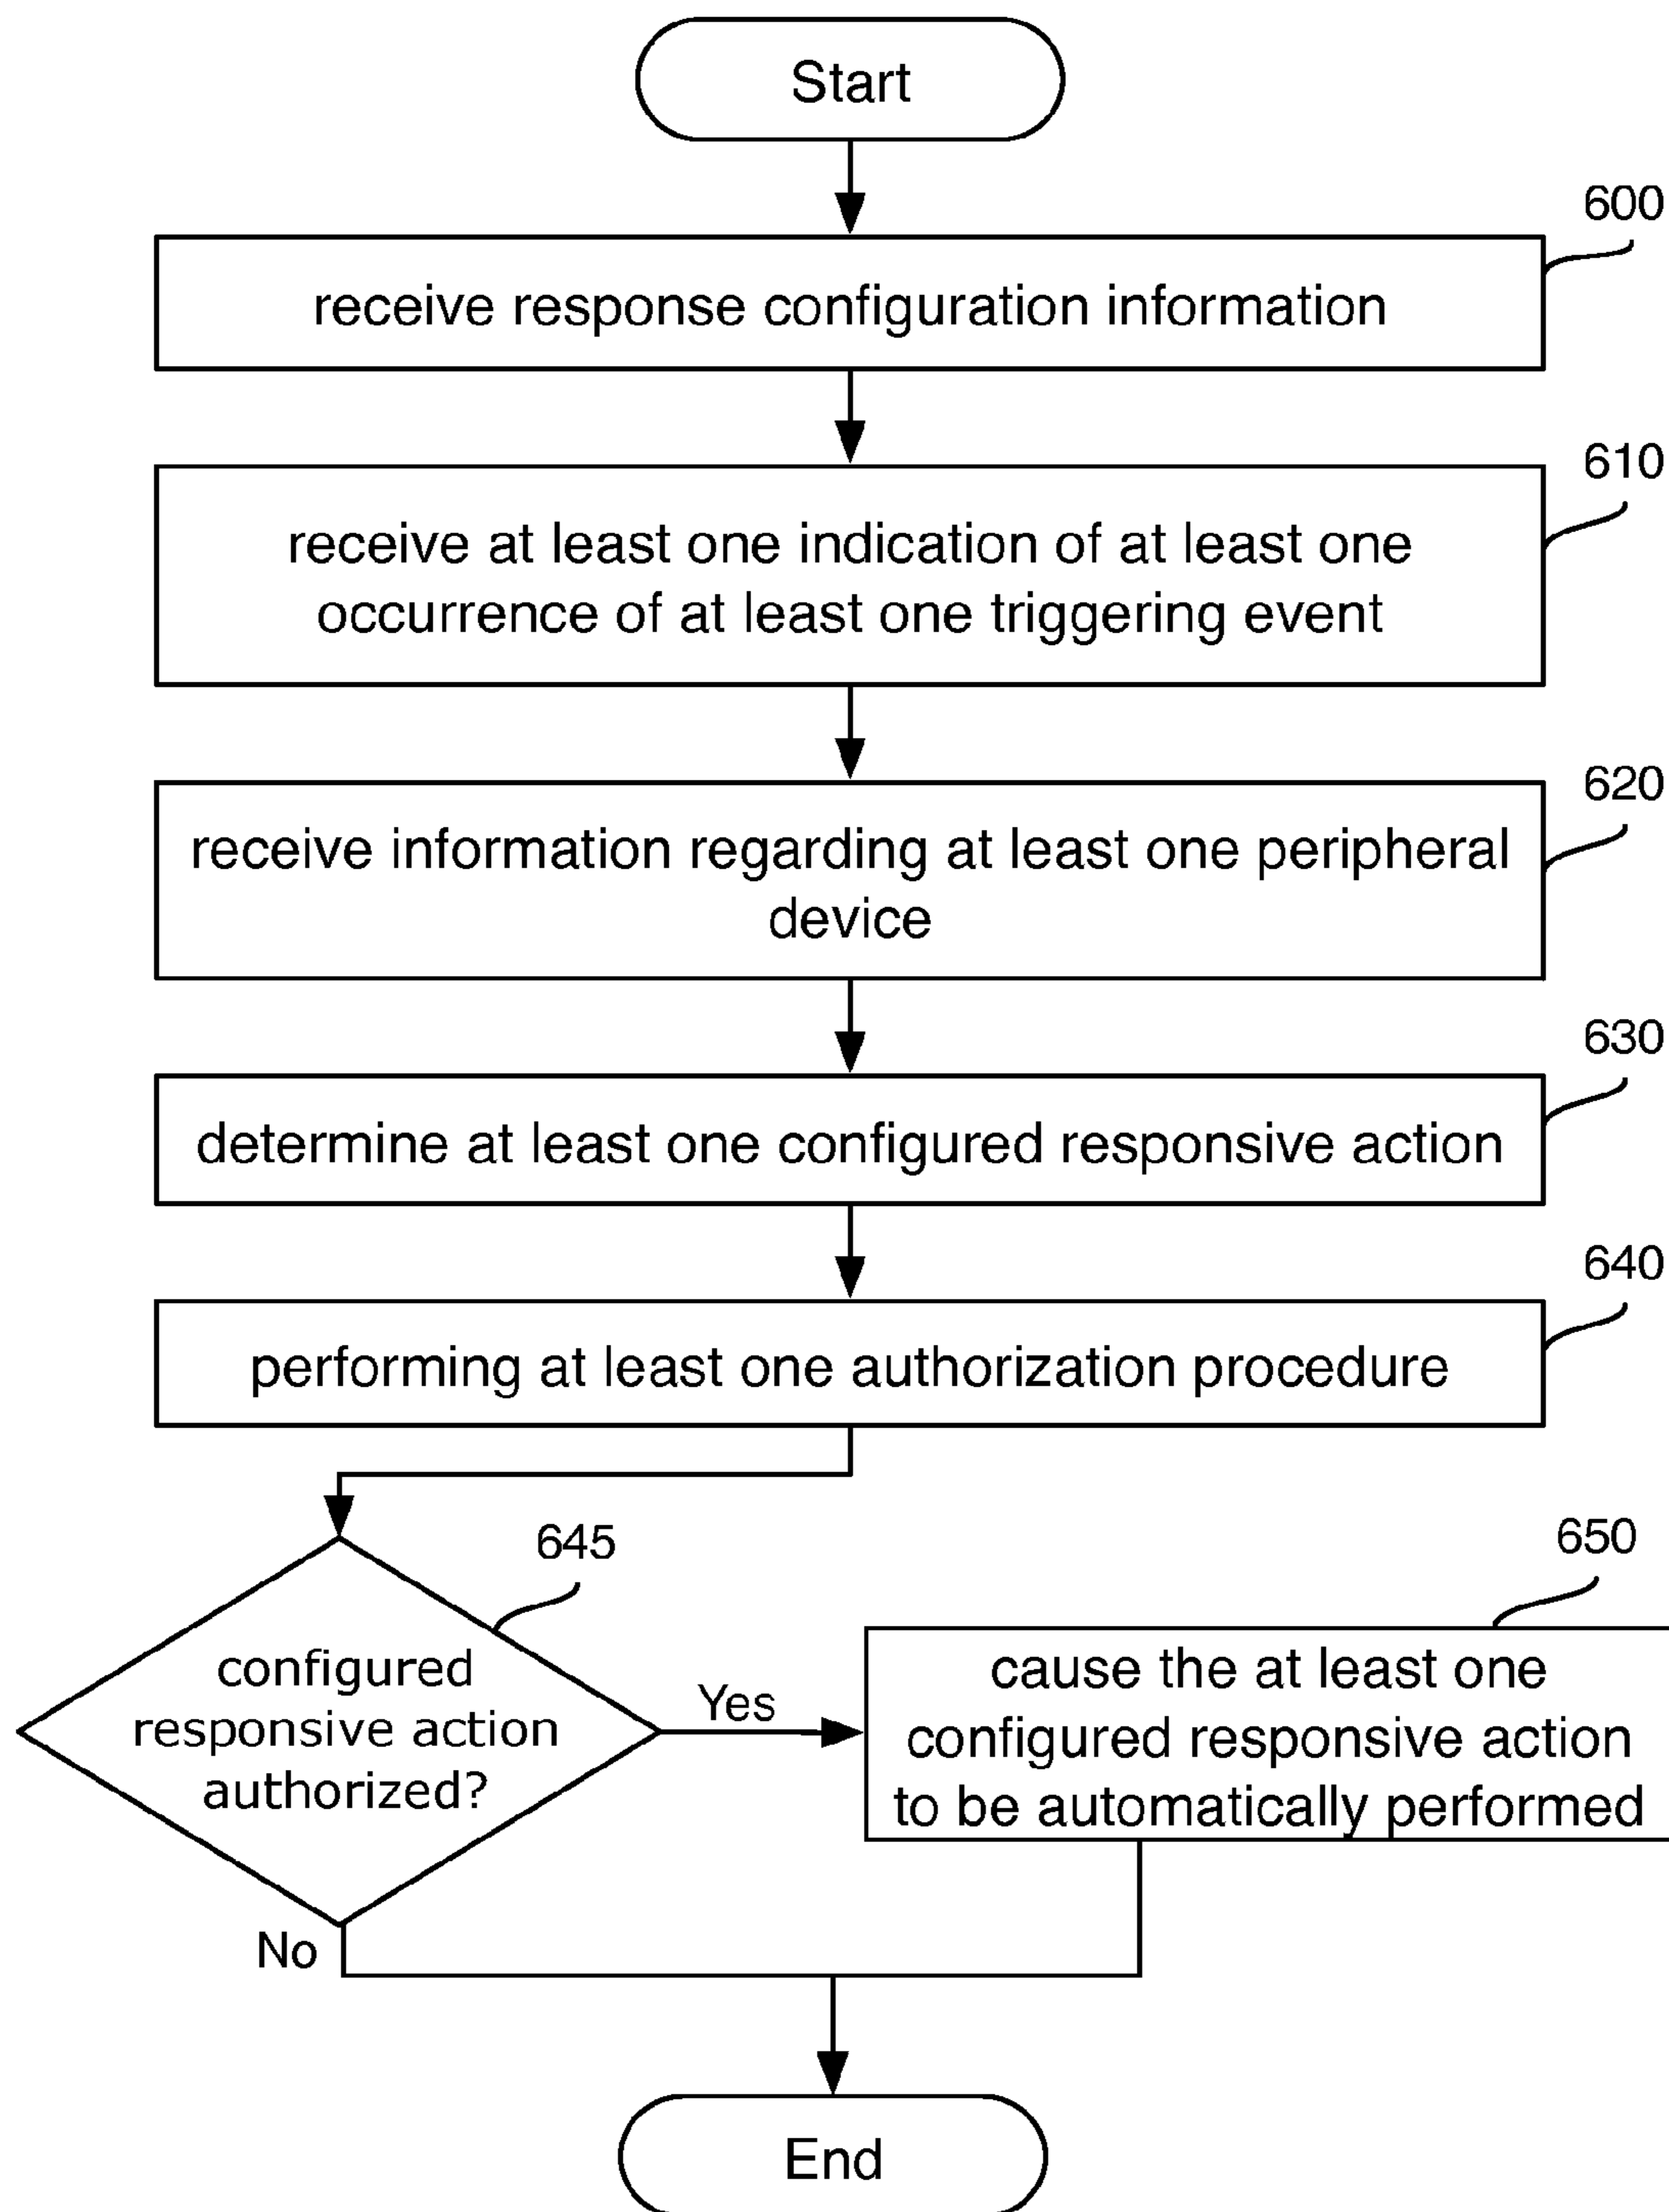 Start
600
receive response configuration information
610
receive at least one indication of at least one
occurrence of at least one triggering event
620
receive information regarding at least one peripheral
device
630
determine at least one configured responsive action
640
performing at least one authorization procedure
645
configured
responsive action
authorized?
Yes
650
cause the at least one
configured responsive action
to be automatically performed
No
End